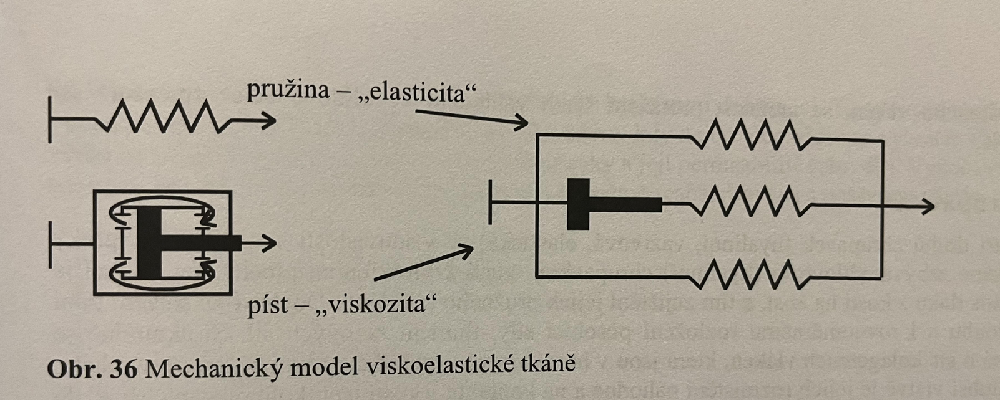 pružina – „elasticita“
píst – „viskozita“
Obr. 36 Mechanický model viskoelastické tkáně